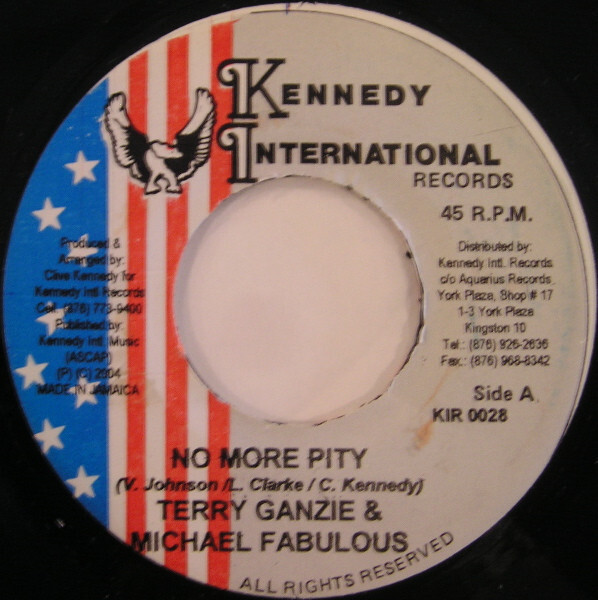 KENNEDY
INTERNATIONAL
RECORDS
45 R.P.M.
Produced &
Arranged by:
Clive Kennedy for
Kennedy Intl Records
Cell. (876) 773-9400
Published by:
Kennedy Intl. Music
(ASCAP)
(P) (C) 2004
MADE IN JAMAICA
Distributed by:
Kennedy Intl. Records
c/o Aquarius Records,
York Plaza, Shop # 17
1-3 York Plaza
Kingston 10
Tel.: (876) 926-2636
Fax.: (876) 968-8342
Side A
KIR 0028
NO MORE PITY
(V. Johnson /L. Clarke / C. Kennedy)
TERRY GANZIE &
MICHAEL FABULOUS
ALL RIGHTS RESERVED